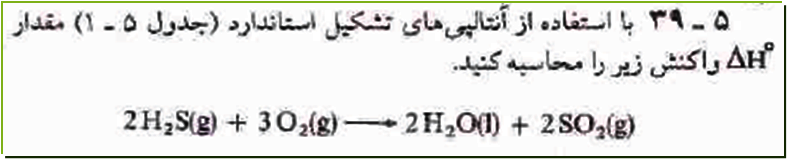 ۵ ـ ۳۹ با استفاده از آنتالپی‌های تشکیل استاندارد (جدول ۵ ـ ۱) مقدار
ΔH° واکنش زیر را محاسبه کنید.
2H₂S(g) + 3O₂(g) ⟶ 2H₂O(l) + 2SO₂(g)